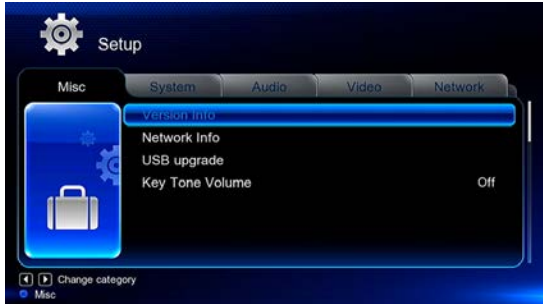 Setup
Misc System Audio Video Network
Version Info
Network Info
USB upgrade
Key Tone Volume Off
Change category
Misc